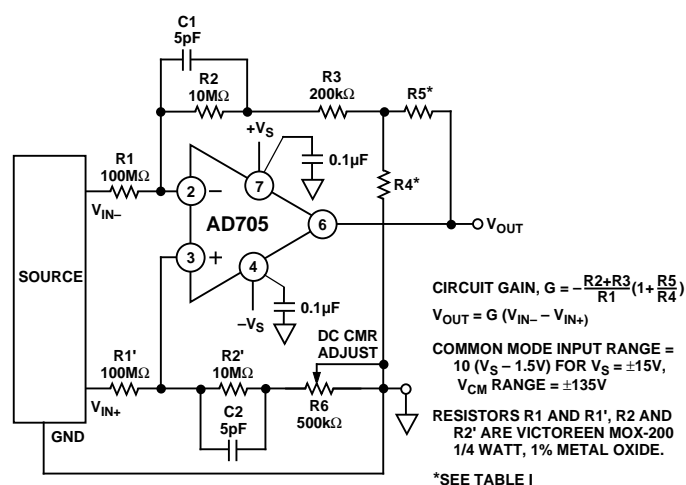 C1
5pF
R2
10MΩ
R3
200kΩ
R5*
+VS
0.1µF
R1
100MΩ
R4*
2
–
7
VIN–
AD705
6
VOUT
SOURCE
3
+
4
0.1µF
–VS
CIRCUIT GAIN, G = –R2+R3/R1(1+R5/R4)
VOUT = G (VIN– – VIN+)
DC CMR
ADJUST
COMMON MODE INPUT RANGE =
10 (VS – 1.5V) FOR VS = ±15V,
VCM RANGE = ±135V
R1'
100MΩ
R2'
10MΩ
VIN+
C2
5pF
R6
500kΩ
GND
RESISTORS R1 AND R1', R2 AND
R2' ARE VICTOREEN MOX-200
1/4 WATT, 1% METAL OXIDE.
*SEE TABLE I